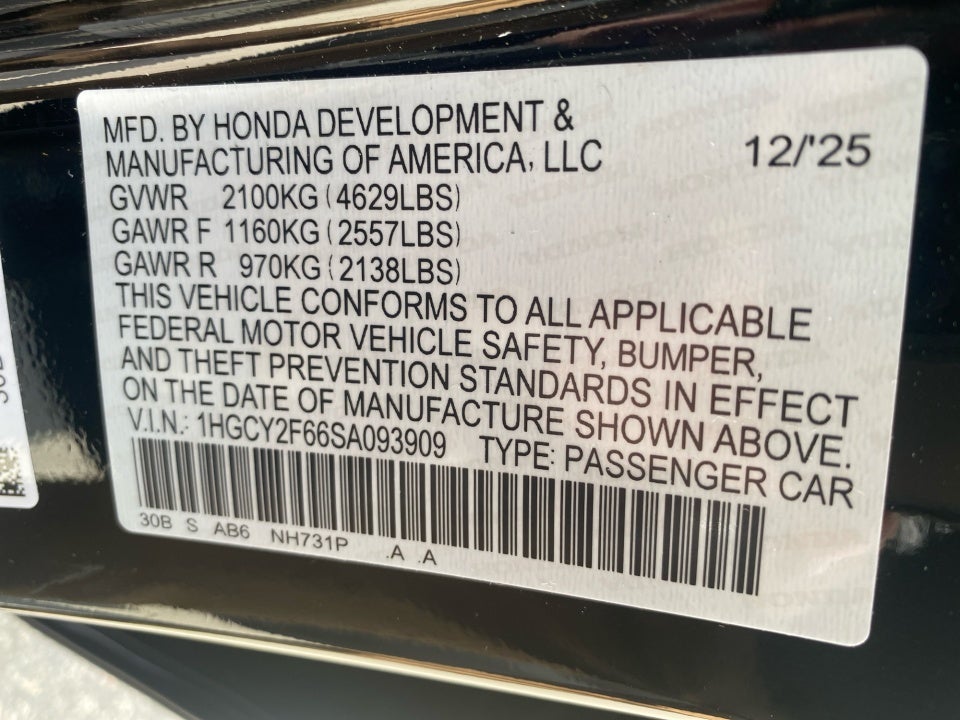 MFD. BY HONDA DEVELOPMENT &
MANUFACTURING OF AMERICA, LLC 12/'25
GVWR 2100KG (4629LBS)
GAWR F 1160KG (2557LBS)
GAWR R 970KG (2138LBS)
THIS VEHICLE CONFORMS TO ALL APPLICABLE
FEDERAL MOTOR VEHICLE SAFETY, BUMPER,
AND THEFT PREVENTION STANDARDS IN EFFECT
ON THE DATE OF MANUFACTURE SHOWN ABOVE.
V.I.N.: 1HGCY2F66SA093909 TYPE: PASSENGER CAR
30B S AB6 NH731P .A .A